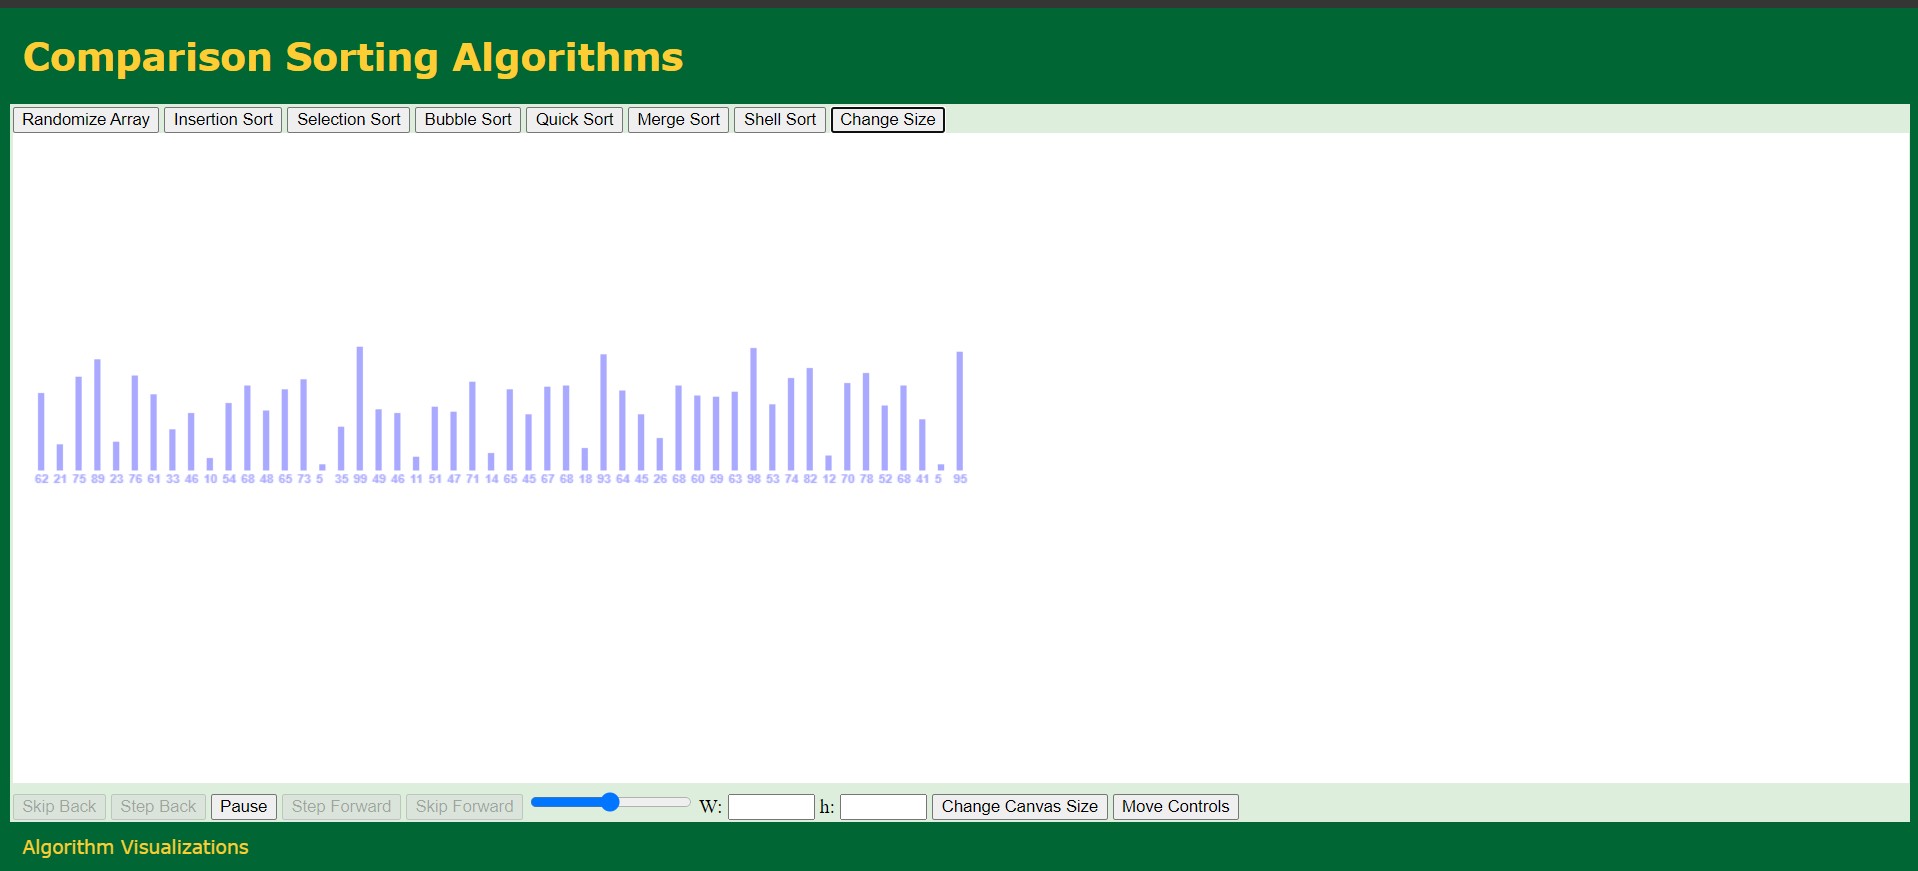 Comparison Sorting Algorithms
Randomize Array Insertion Sort Selection Sort Bubble Sort Quick Sort Merge Sort Shell Sort Change Size
62 21 75 89 23 76 61 33 46 10 54 68 48 65 73 5 35 99 49 46 11 51 47 71 14 65 45 67 68 18 93 64 45 26 68 60 59 63 98 53 74 82 12 70 78 52 68 41 5 95
Skip Back Step Back Pause Step Forward Skip Forward W: h: Change Canvas Size Move Controls
Algorithm Visualizations